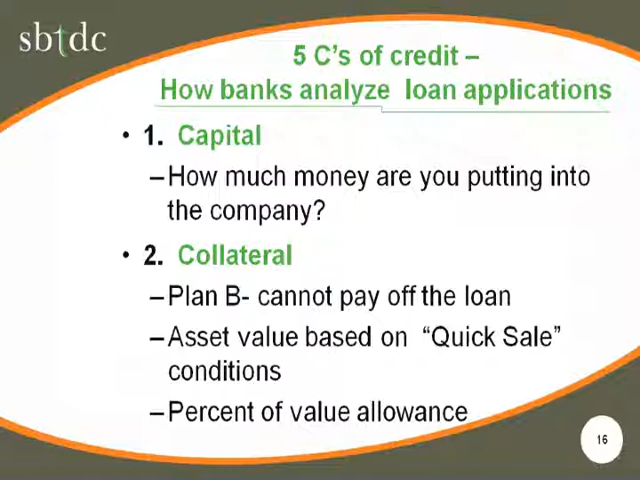 sbtdc
5 C's of credit –
How banks analyze loan applications
• 1. Capital
–How much money are you putting into
the company?
• 2. Collateral
–Plan B- cannot pay off the loan
–Asset value based on “Quick Sale”
conditions
–Percent of value allowance
16